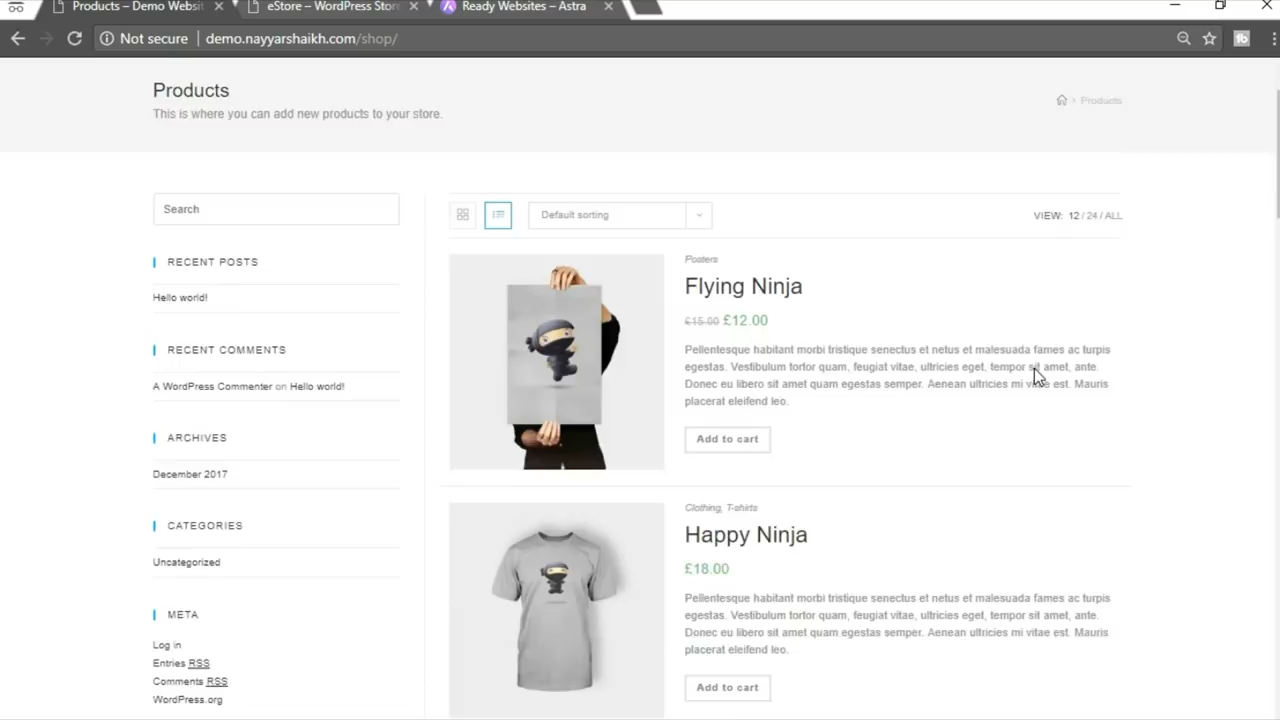 Products – Demo Websit
eStore – WordPress Store
Ready Websites – Astra
Not secure
demo.nayyarshaikh.com/shop/
Products
This is where you can add new products to your store.
Products
Search
RECENT POSTS
Hello world!
RECENT COMMENTS
A WordPress Commenter on Hello world!
ARCHIVES
December 2017
CATEGORIES
Uncategorized
META
Log in
Entries RSS
Comments RSS
WordPress.org
Default sorting
VIEW: 12 / 24 / ALL
Posters
Flying Ninja
£15.00 £12.00
Pellentesque habitant morbi tristique senectus et netus et malesuada fames ac turpis
egestas. Vestibulum tortor quam, feugiat vitae, ultricies eget, tempor sit amet, ante.
Donec eu libero sit amet quam egestas semper. Aenean ultricies mi vitae est. Mauris
placerat eleifend leo.
Add to cart
Clothing, T-shirts
Happy Ninja
£18.00
Pellentesque habitant morbi tristique senectus et netus et malesuada fames ac turpis
egestas. Vestibulum tortor quam, feugiat vitae, ultricies eget, tempor sit amet, ante.
Donec eu libero sit amet quam egestas semper. Aenean ultricies mi vitae est. Mauris
placerat eleifend leo.
Add to cart